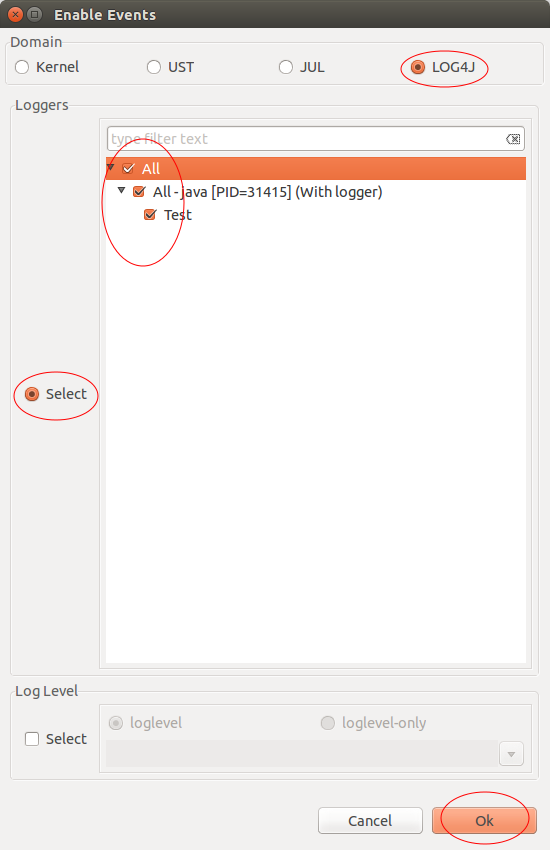 Enable Events
Domain
Kernel UST JUL LOG4J
Loggers
type filter text
All
All - java [PID=31415] (With logger)
Test
Select
Log Level
Select loglevel loglevel-only
Cancel Ok